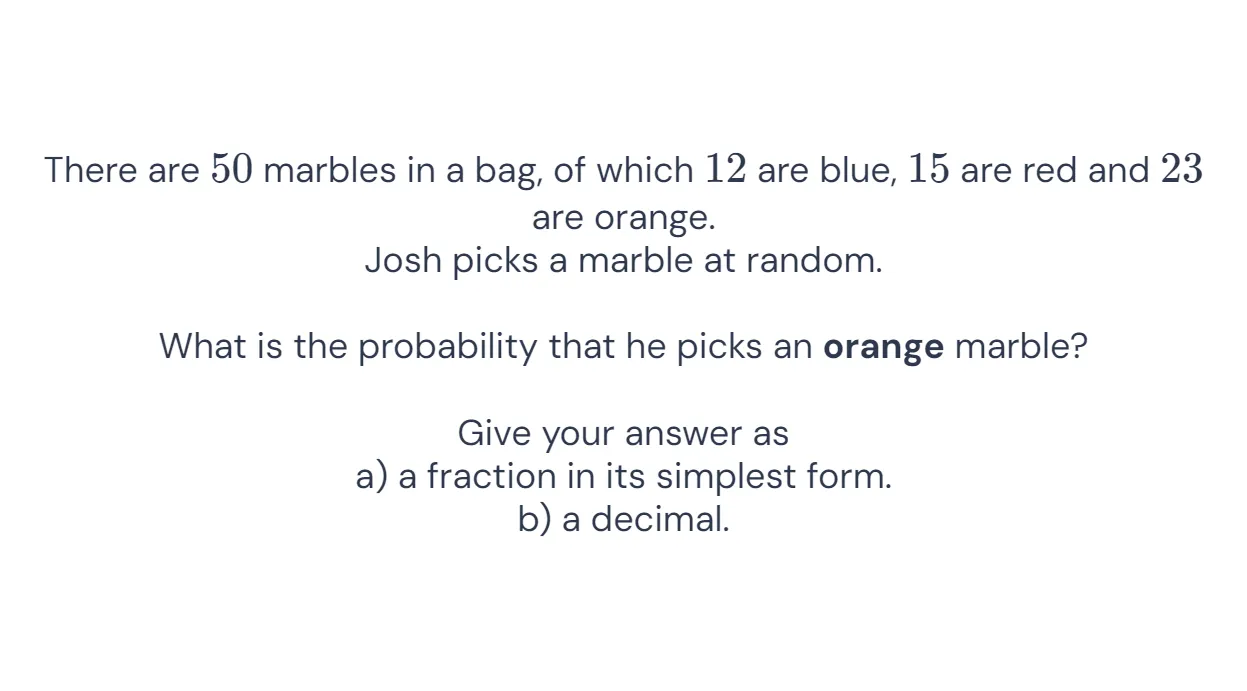 There are 50 marbles in a bag, of which 12 are blue, 15 are red and 23
are orange.
Josh picks a marble at random.
What is the probability that he picks an orange marble?
Give your answer as
a) a fraction in its simplest form.
b) a decimal.